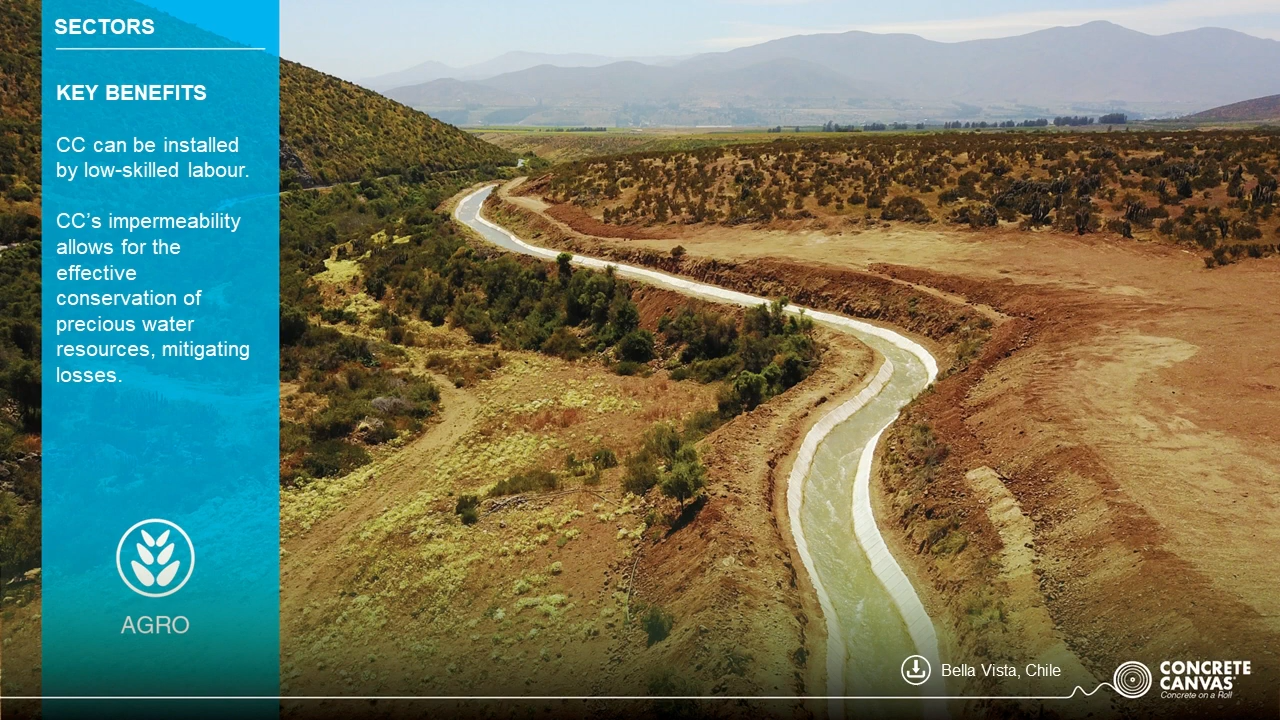 SECTORS
KEY BENEFITS
CC can be installed
by low-skilled labour.
CC’s impermeability
allows for the
effective
conservation of
precious water
resources, mitigating
losses.
AGRO
Bella Vista, Chile
CONCRETE
CANVAS®
Concrete on a Roll